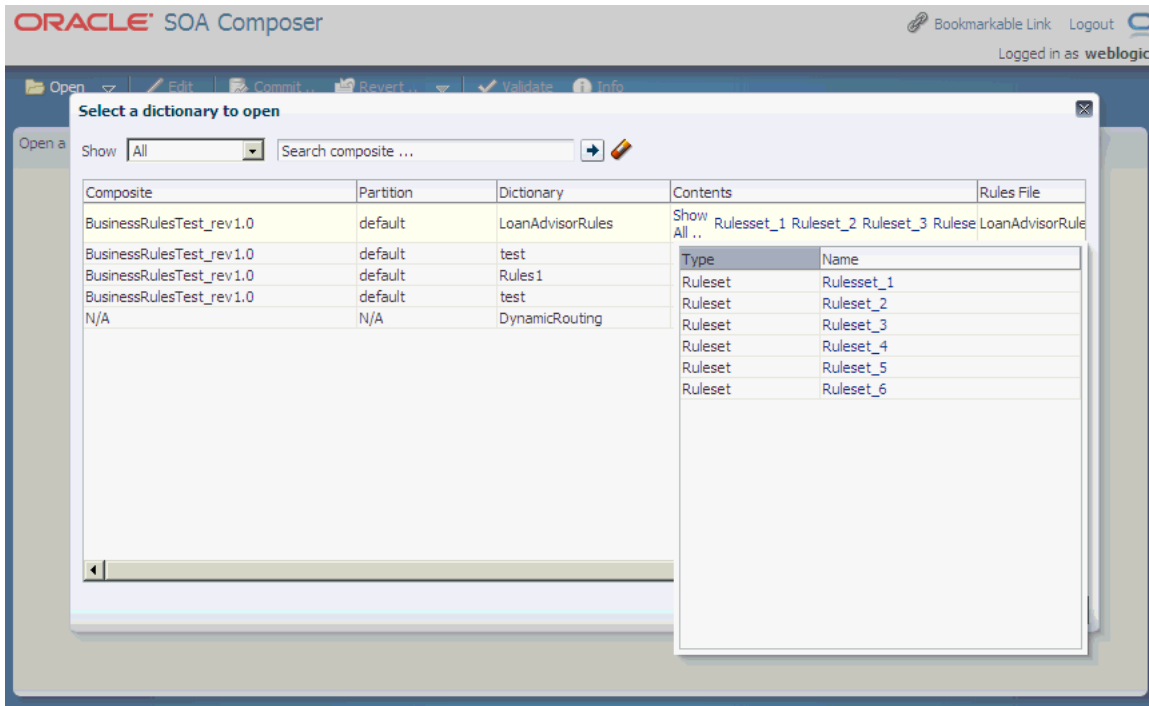 ORACLE SOA Composer
Bookmarkable Link Logout
Logged in as weblogic
Open Edit Commit .. Revert .. Validate Info
Select a dictionary to open
Open a
Show All Search composite ...
Composite Partition Dictionary Contents Rules File
BusinessRulesTest_rev1.0 default LoanAdvisorRules Show All .. Rulesset_1 Ruleset_2 Ruleset_3 Rulese LoanAdvisorRule
BusinessRulesTest_rev1.0 default test
BusinessRulesTest_rev1.0 default Rules1
BusinessRulesTest_rev1.0 default test
N/A N/A DynamicRouting
Type Name
Ruleset Rulesset_1
Ruleset Ruleset_2
Ruleset Ruleset_3
Ruleset Ruleset_4
Ruleset Ruleset_5
Ruleset Ruleset_6